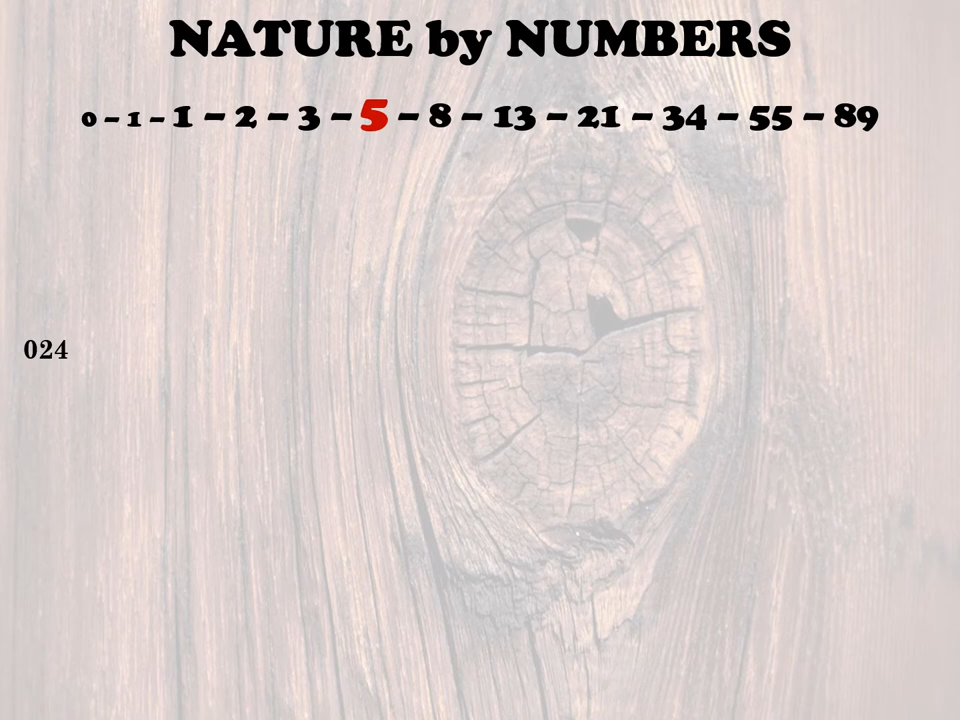 NATURE by NUMBERS
0 – 1 – 1 – 2 – 3 – 5 – 8 – 13 – 21 – 34 – 55 – 89
024